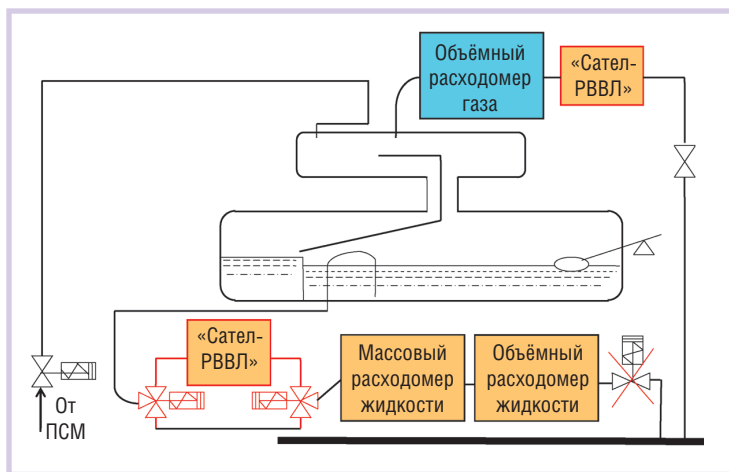 Объёмный
расходомер
газа
«Сател-
РВВЛ»
«Сател-
РВВЛ»
Массовый
расходомер
жидкости
Объёмный
расходомер
жидкости
От
ПСМ